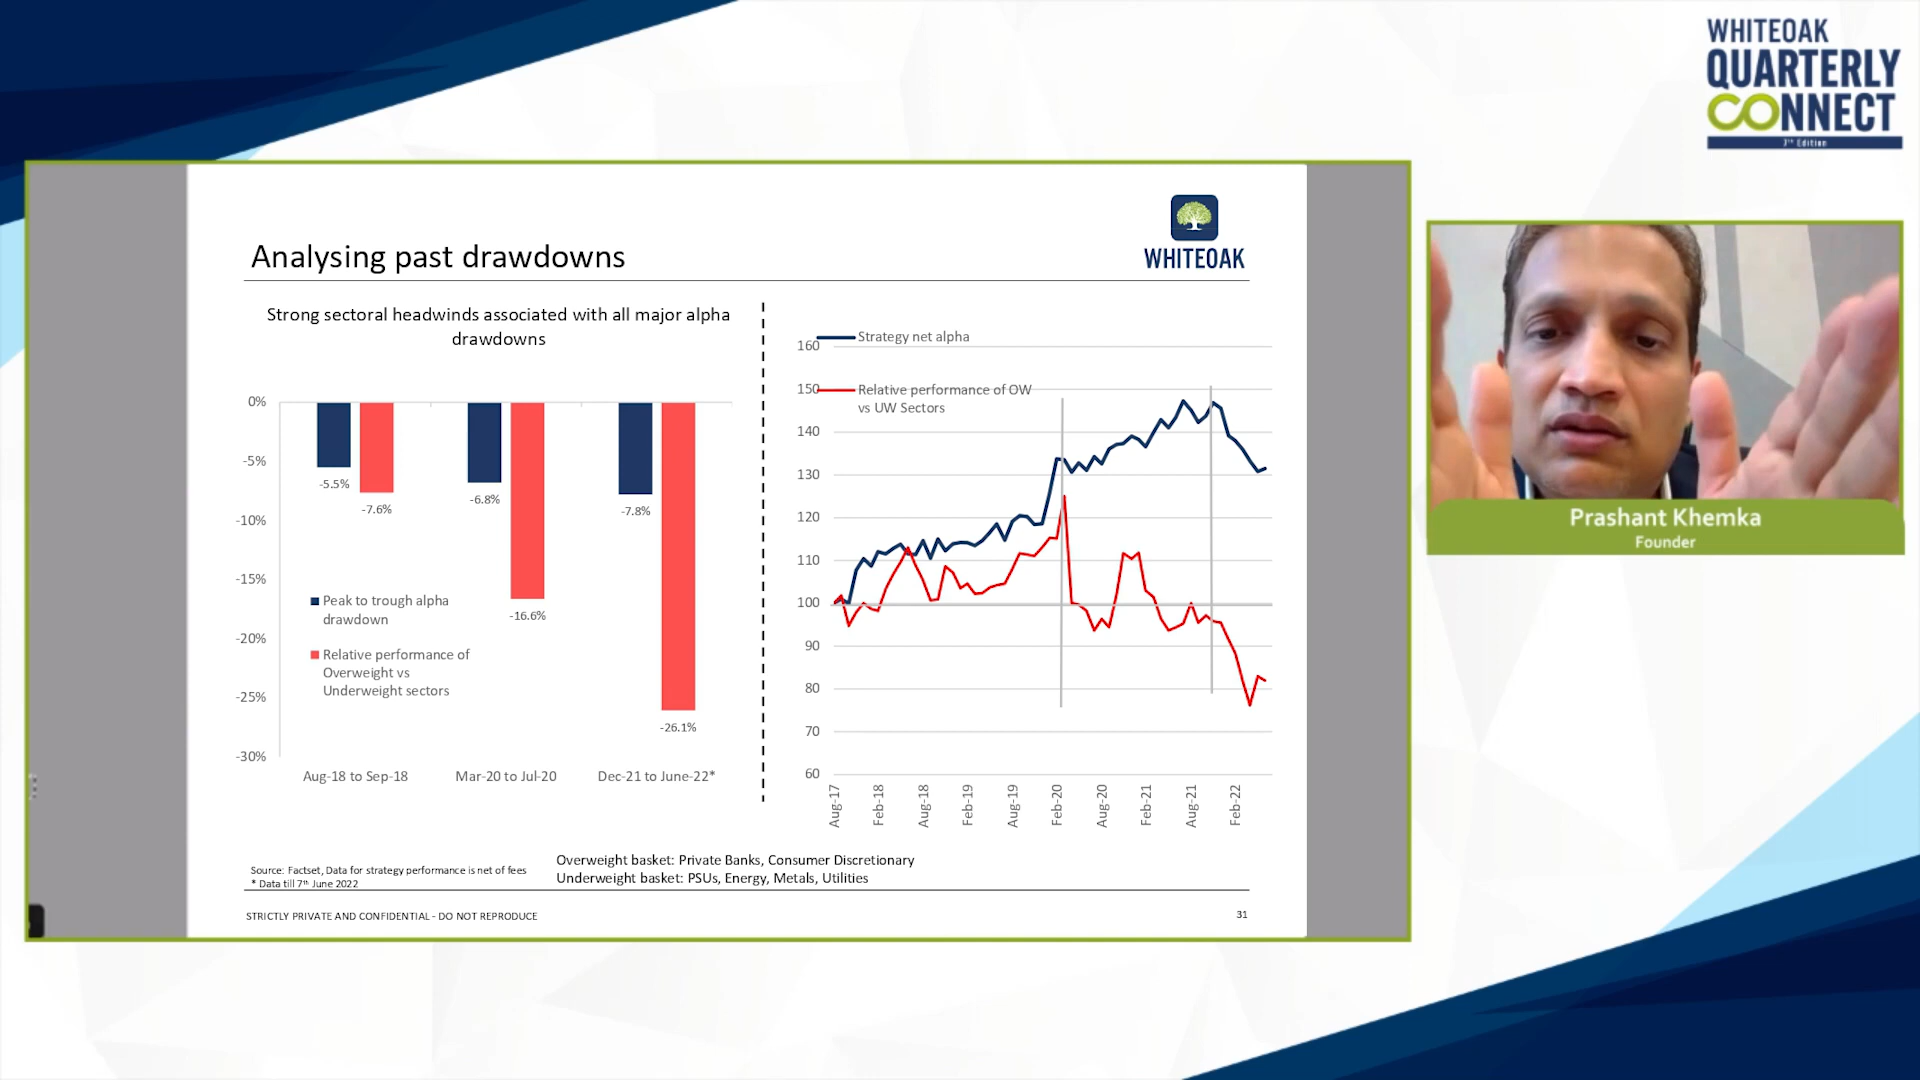 WHITEOAK
QUARTERLY
CONNECT
7th Edition
WHITEOAK
Analysing past drawdowns
Strong sectoral headwinds associated with all major alpha
drawdowns
0%
-5%
-10%
-15%
-20%
-25%
-30%
-5.5%
-7.6%
-6.8%
-16.6%
-7.8%
-26.1%
Peak to trough alpha
drawdown
Relative performance of
Overweight vs
Underweight sectors
Aug-18 to Sep-18
Mar-20 to Jul-20
Dec-21 to June-22*
Strategy net alpha
Relative performance of OW
vs UW Sectors
160
150
140
130
120
110
100
90
80
70
60
Aug-17
Feb-18
Aug-18
Feb-19
Aug-19
Feb-20
Aug-20
Feb-21
Aug-21
Feb-22
Overweight basket: Private Banks, Consumer Discretionary
Underweight basket: PSUs, Energy, Metals, Utilities
Source: Factset, Data for strategy performance is net of fees
* Data till 7th June 2022
STRICTLY PRIVATE AND CONFIDENTIAL - DO NOT REPRODUCE
31
Prashant Khemka
Founder